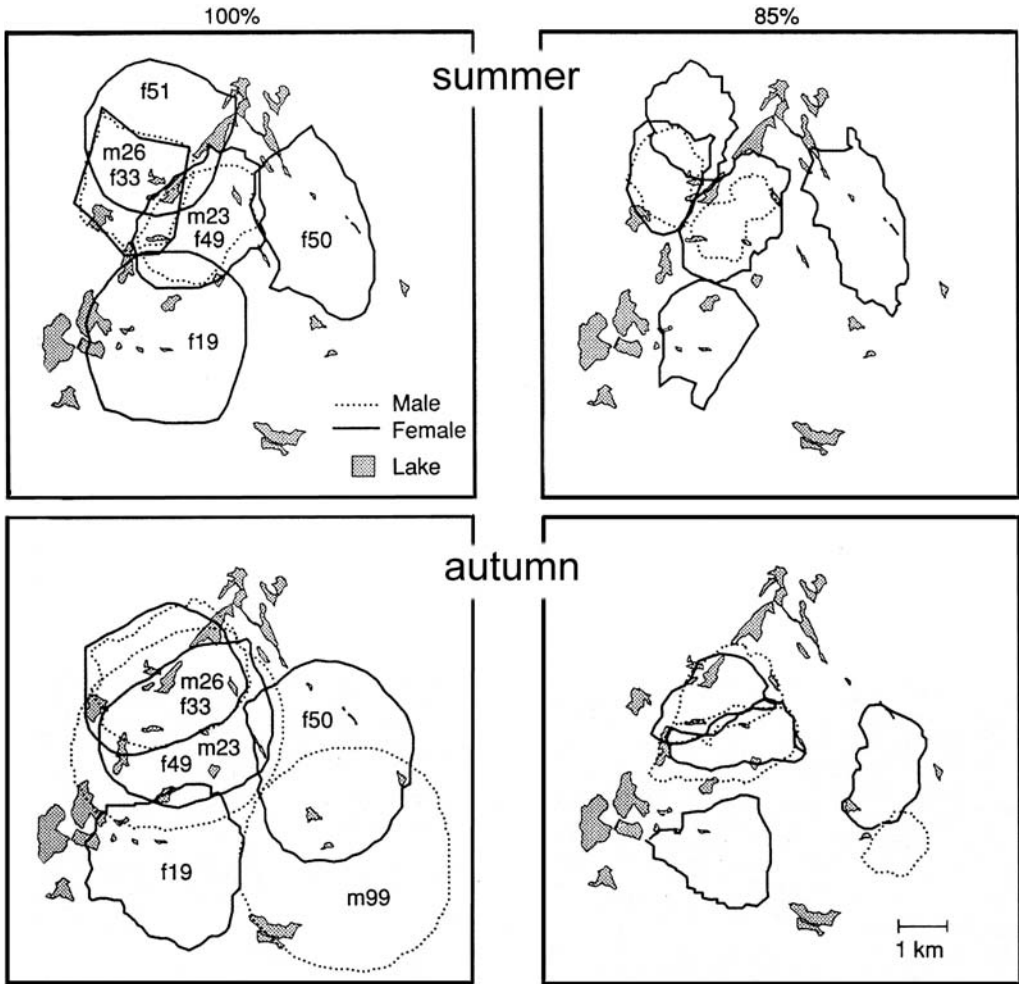 100%
85%
summer
f51
m26
f33
m23
f49
f50
f19
Male
Female
Lake
autumn
m26
f33
f50
m23
f49
f19
m99
1 km